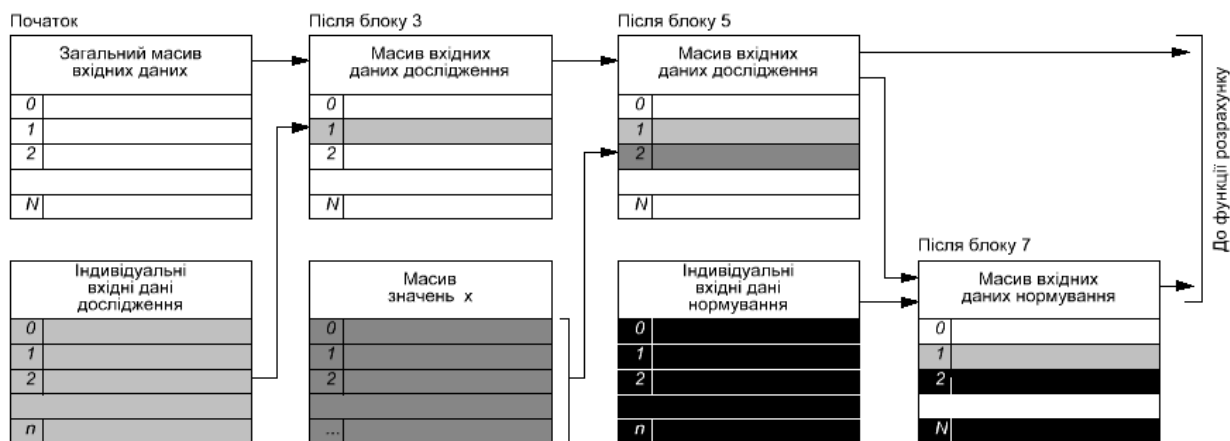 Початок
Загальний масив
вхідних даних
0
1
2
N
Після блоку 3
Масив вхідних
даних дослідження
0
1
2
N
Після блоку 5
Масив вхідних
даних дослідження
0
1
2
N
До функції розрахунку
Індивідуальні
вхідні дані
дослідження
0
1
2
n
Масив
значень x
0
1
2
...
Індивідуальні
вхідні дані
нормування
0
1
2
n
Після блоку 7
Масив вхідних
даних нормування
0
1
2
N